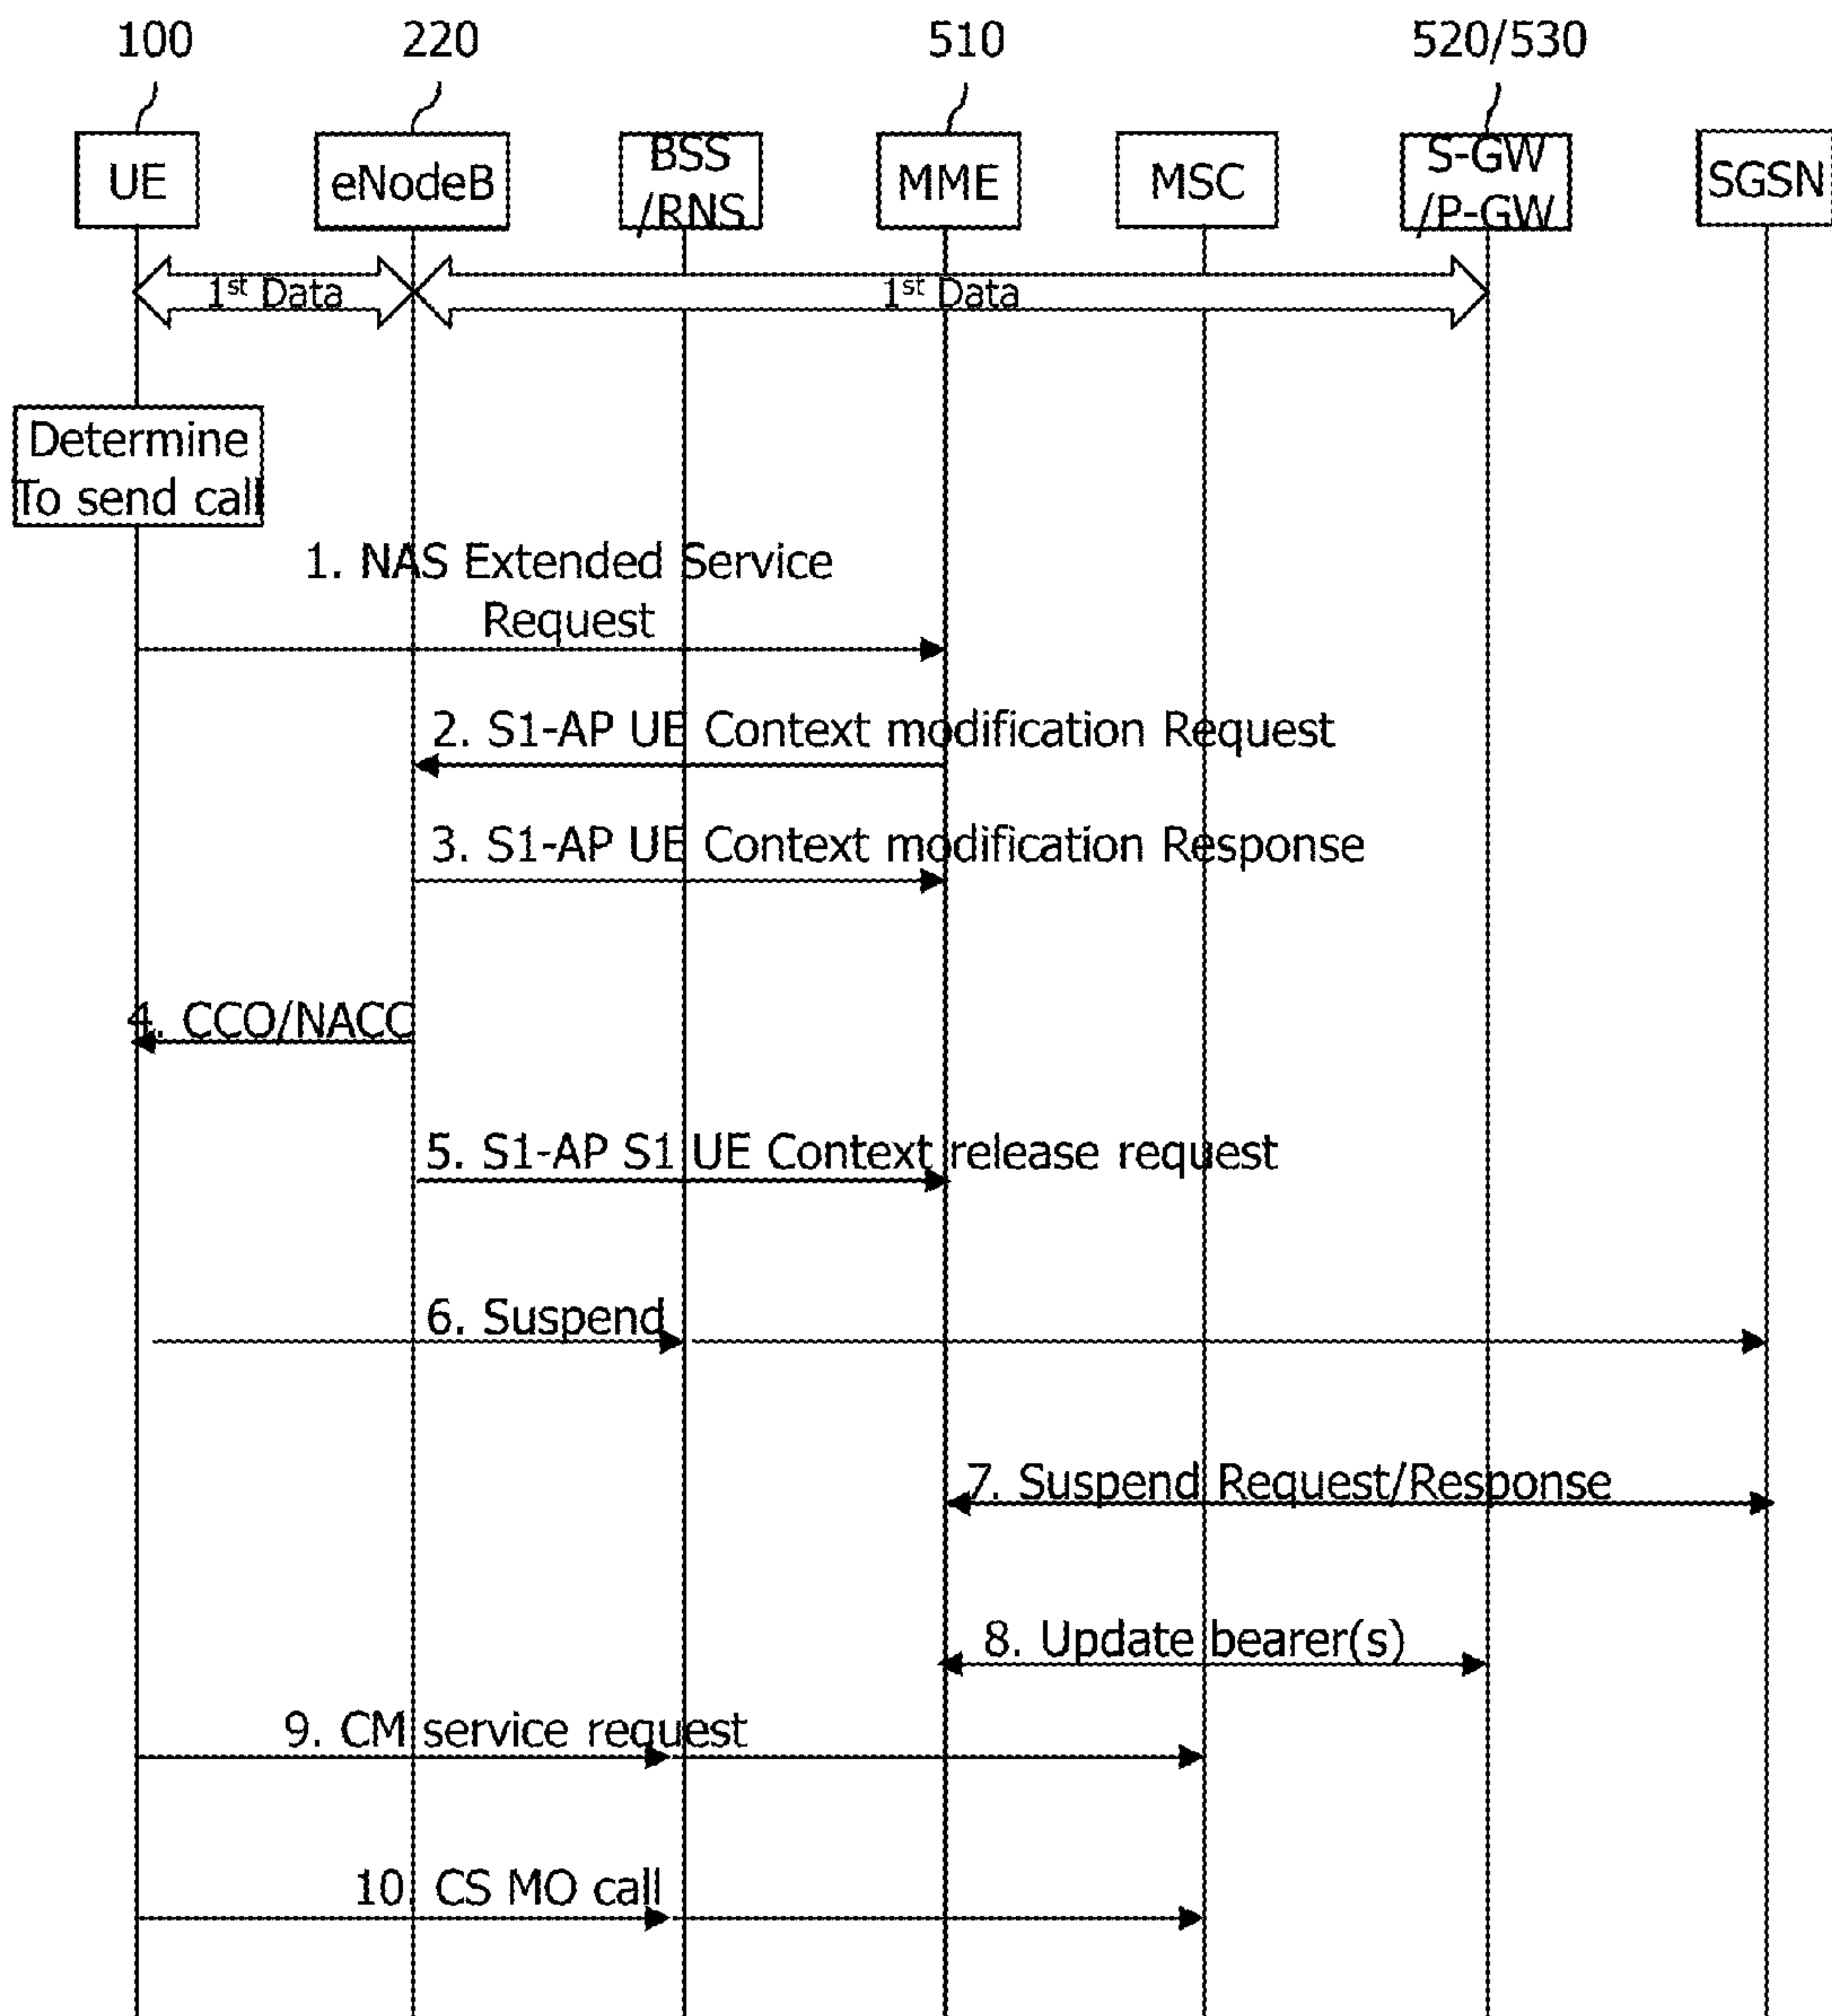 100
220
510
520/530
UE
eNodeB
BSS
/RNS
MME
MSC
S-GW
/P-GW
SGSN
1st Data
1st Data
Determine
To send call
1. NAS Extended Service
Request
2. S1-AP UE Context modification Request
3. S1-AP UE Context modification Response
4. CCO/NACC
5. S1-AP S1 UE Context release request
6. Suspend
7. Suspend Request/Response
8. Update bearer(s)
9. CM service request
10. CS MO call